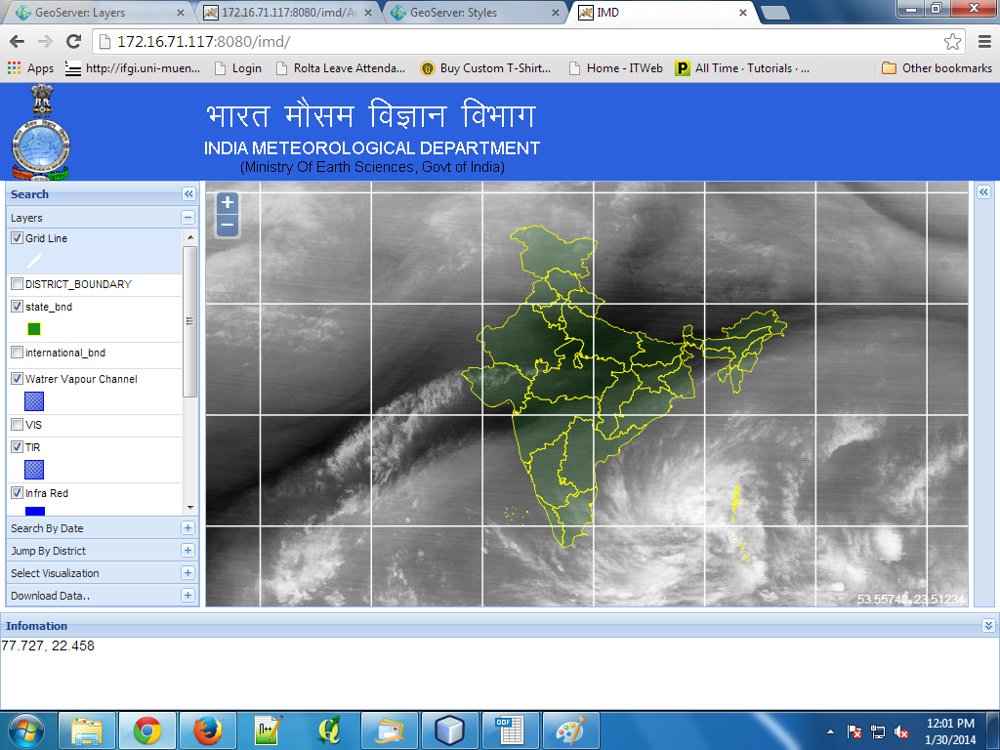 GeoServer: Layers
172.16.71.117:8080/imd/A
GeoServer: Styles
IMD
172.16.71.117:8080/imd/
Apps
http://ifgi.uni-muen...
Login
Rolta Leave Attenda...
Buy Custom T-Shirt...
Home - ITWeb
All Time · Tutorials · ...
Other bookmarks
भारत मौसम विज्ञान विभाग
INDIA METEOROLOGICAL DEPARTMENT
(Ministry Of Earth Sciences, Govt of India)
Search
Layers
Grid Line
DISTRICT_BOUNDARY
state_bnd
international_bnd
Watrer Vapour Channel
VIS
TIR
Infra Red
Search By Date
Jump By District
Select Visualization
Download Data..
53.55742, 23.51234
Infomation
77.727, 22.458
12:01 PM
1/30/2014